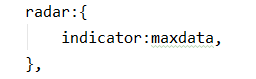 radar:{
indicator:maxdata,
},